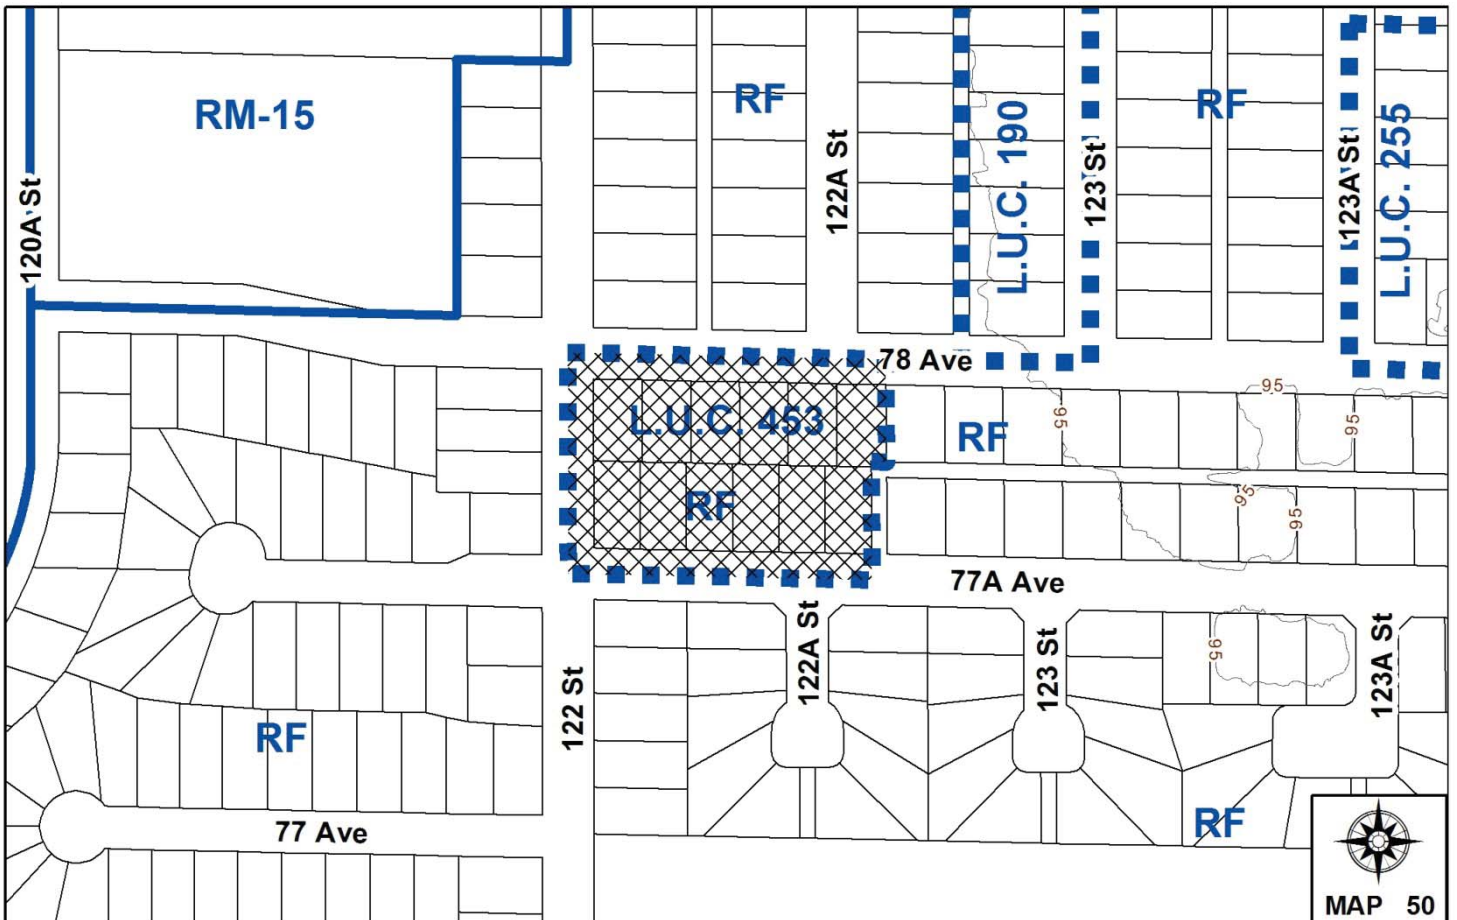 RM-15
RF
RF
120A St
122A St
L.U.C. 190
123 St
123A St
L.U.C. 255
78 Ave
L.U.C. 453
RF
RF
95
95
95
95
95
77A Ave
122A St
123 St
123A St
95
122 St
RF
RF
77 Ave
MAP 50